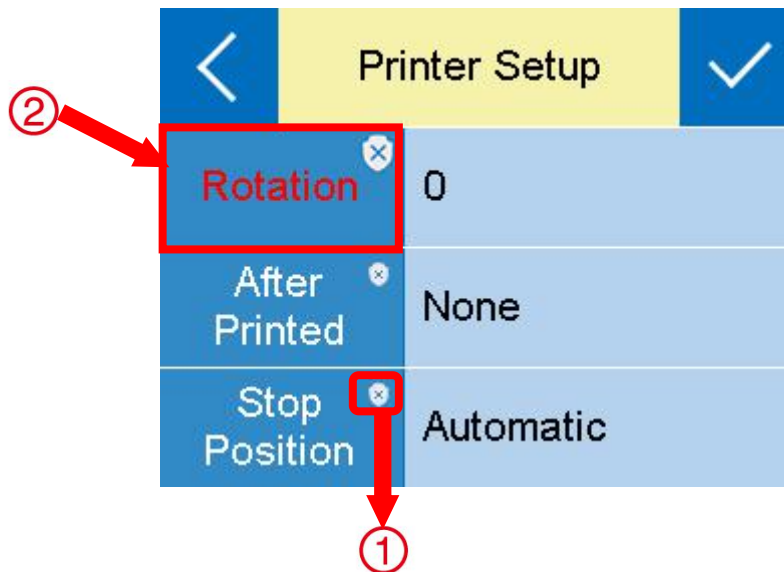 Printer Setup
②
Rotation
0
After
Printed
None
Stop
Position
Automatic
①